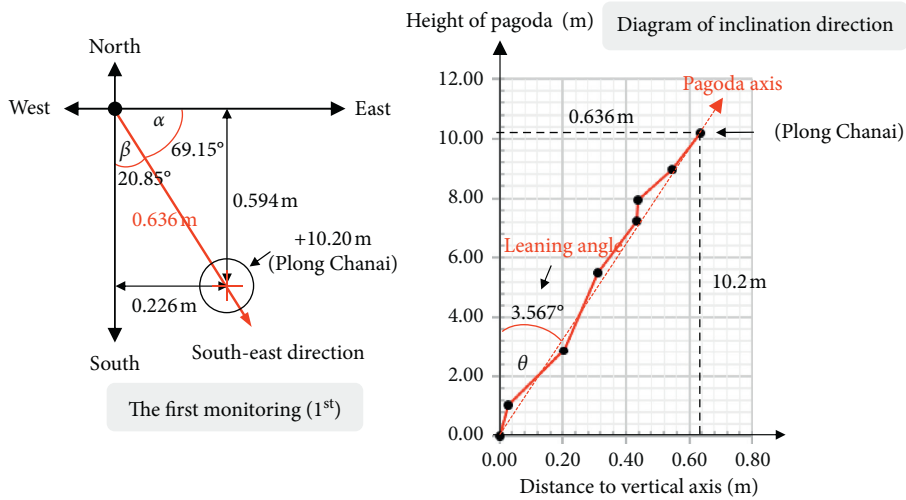 North
West
East
α
69.15°
β
20.85°
0.636 m
0.594 m
+10.20 m
(Plong Chanai)
0.226 m
South
South-east direction
The first monitoring (1st)
Height of pagoda (m)
Diagram of inclination direction
12.00
10.00
8.00
6.00
4.00
2.00
0.00
Pagoda axis
0.636 m
(Plong Chanai)
Leaning angle
10.2 m
3.567°
θ
0.00
0.20
0.40
0.60
0.80
Distance to vertical axis (m)